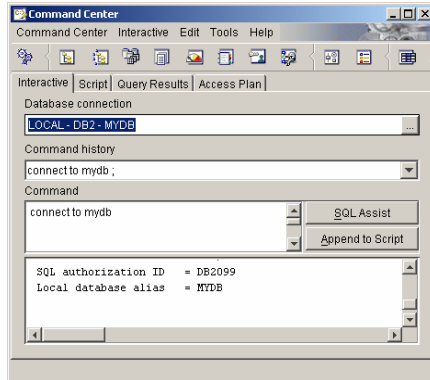 Command Center
Command Center Interactive Edit Tools Help
Interactive Script Query Results Access Plan
Database connection
LOCAL - DB2 - MYDB
...
Command history
connect to mydb ;
Command
connect to mydb
SQL Assist
Append to Script
SQL authorization ID = DB2099
Local database alias = MYDB